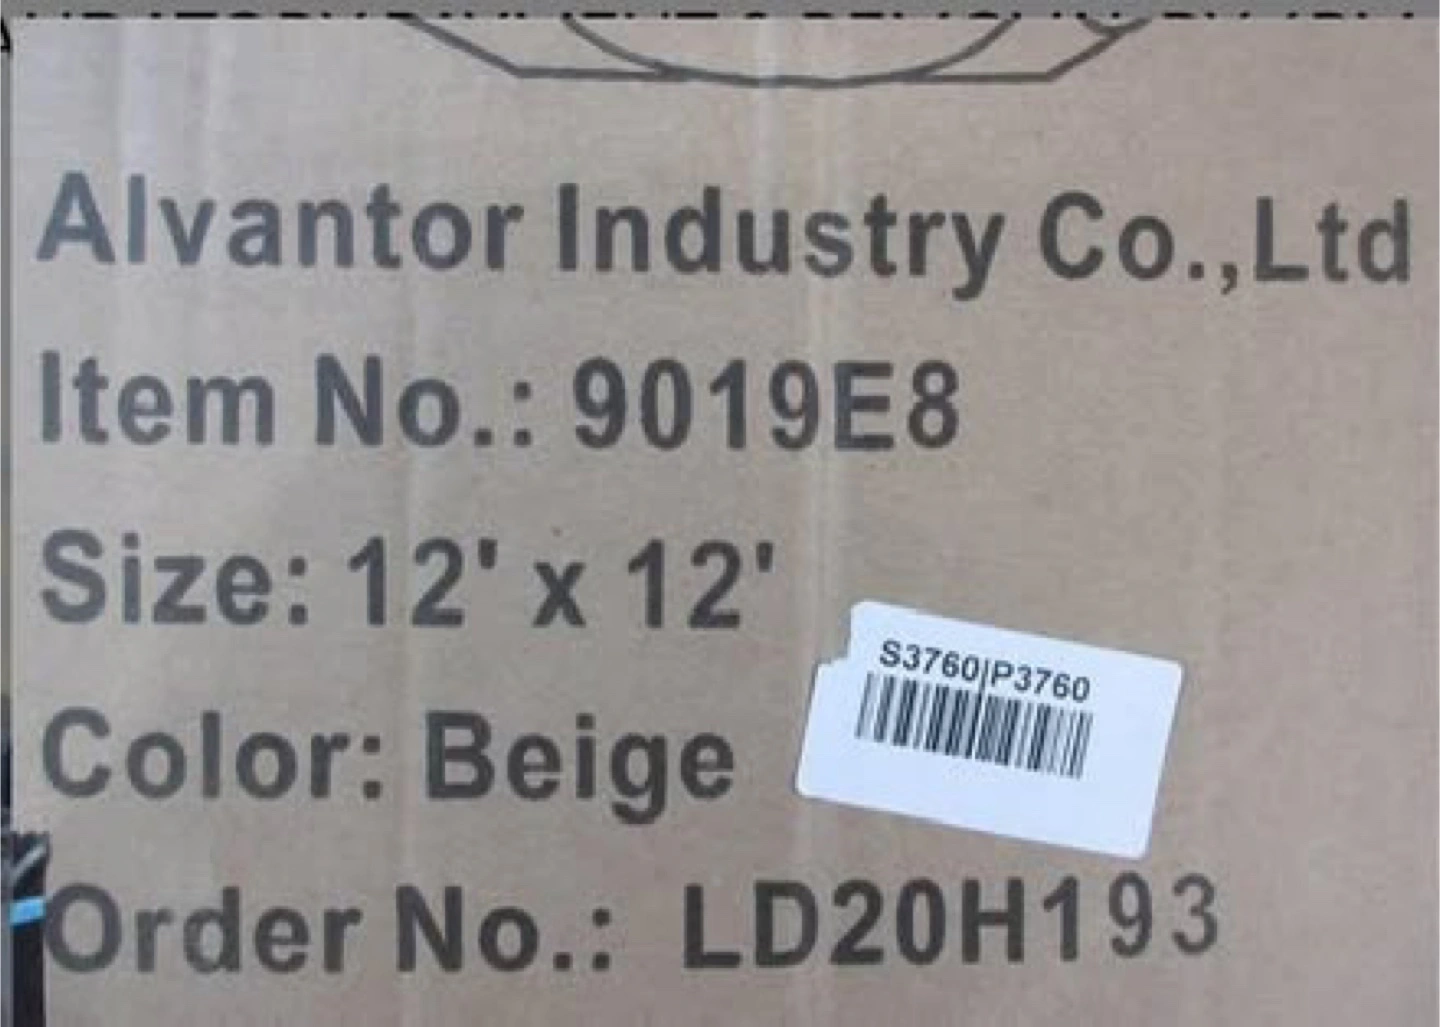 Alvantor Industry Co.,Ltd
Item No.: 9019E8
Size: 12' x 12'
S3760|P3760
Color: Beige
Order No.: LD20H193